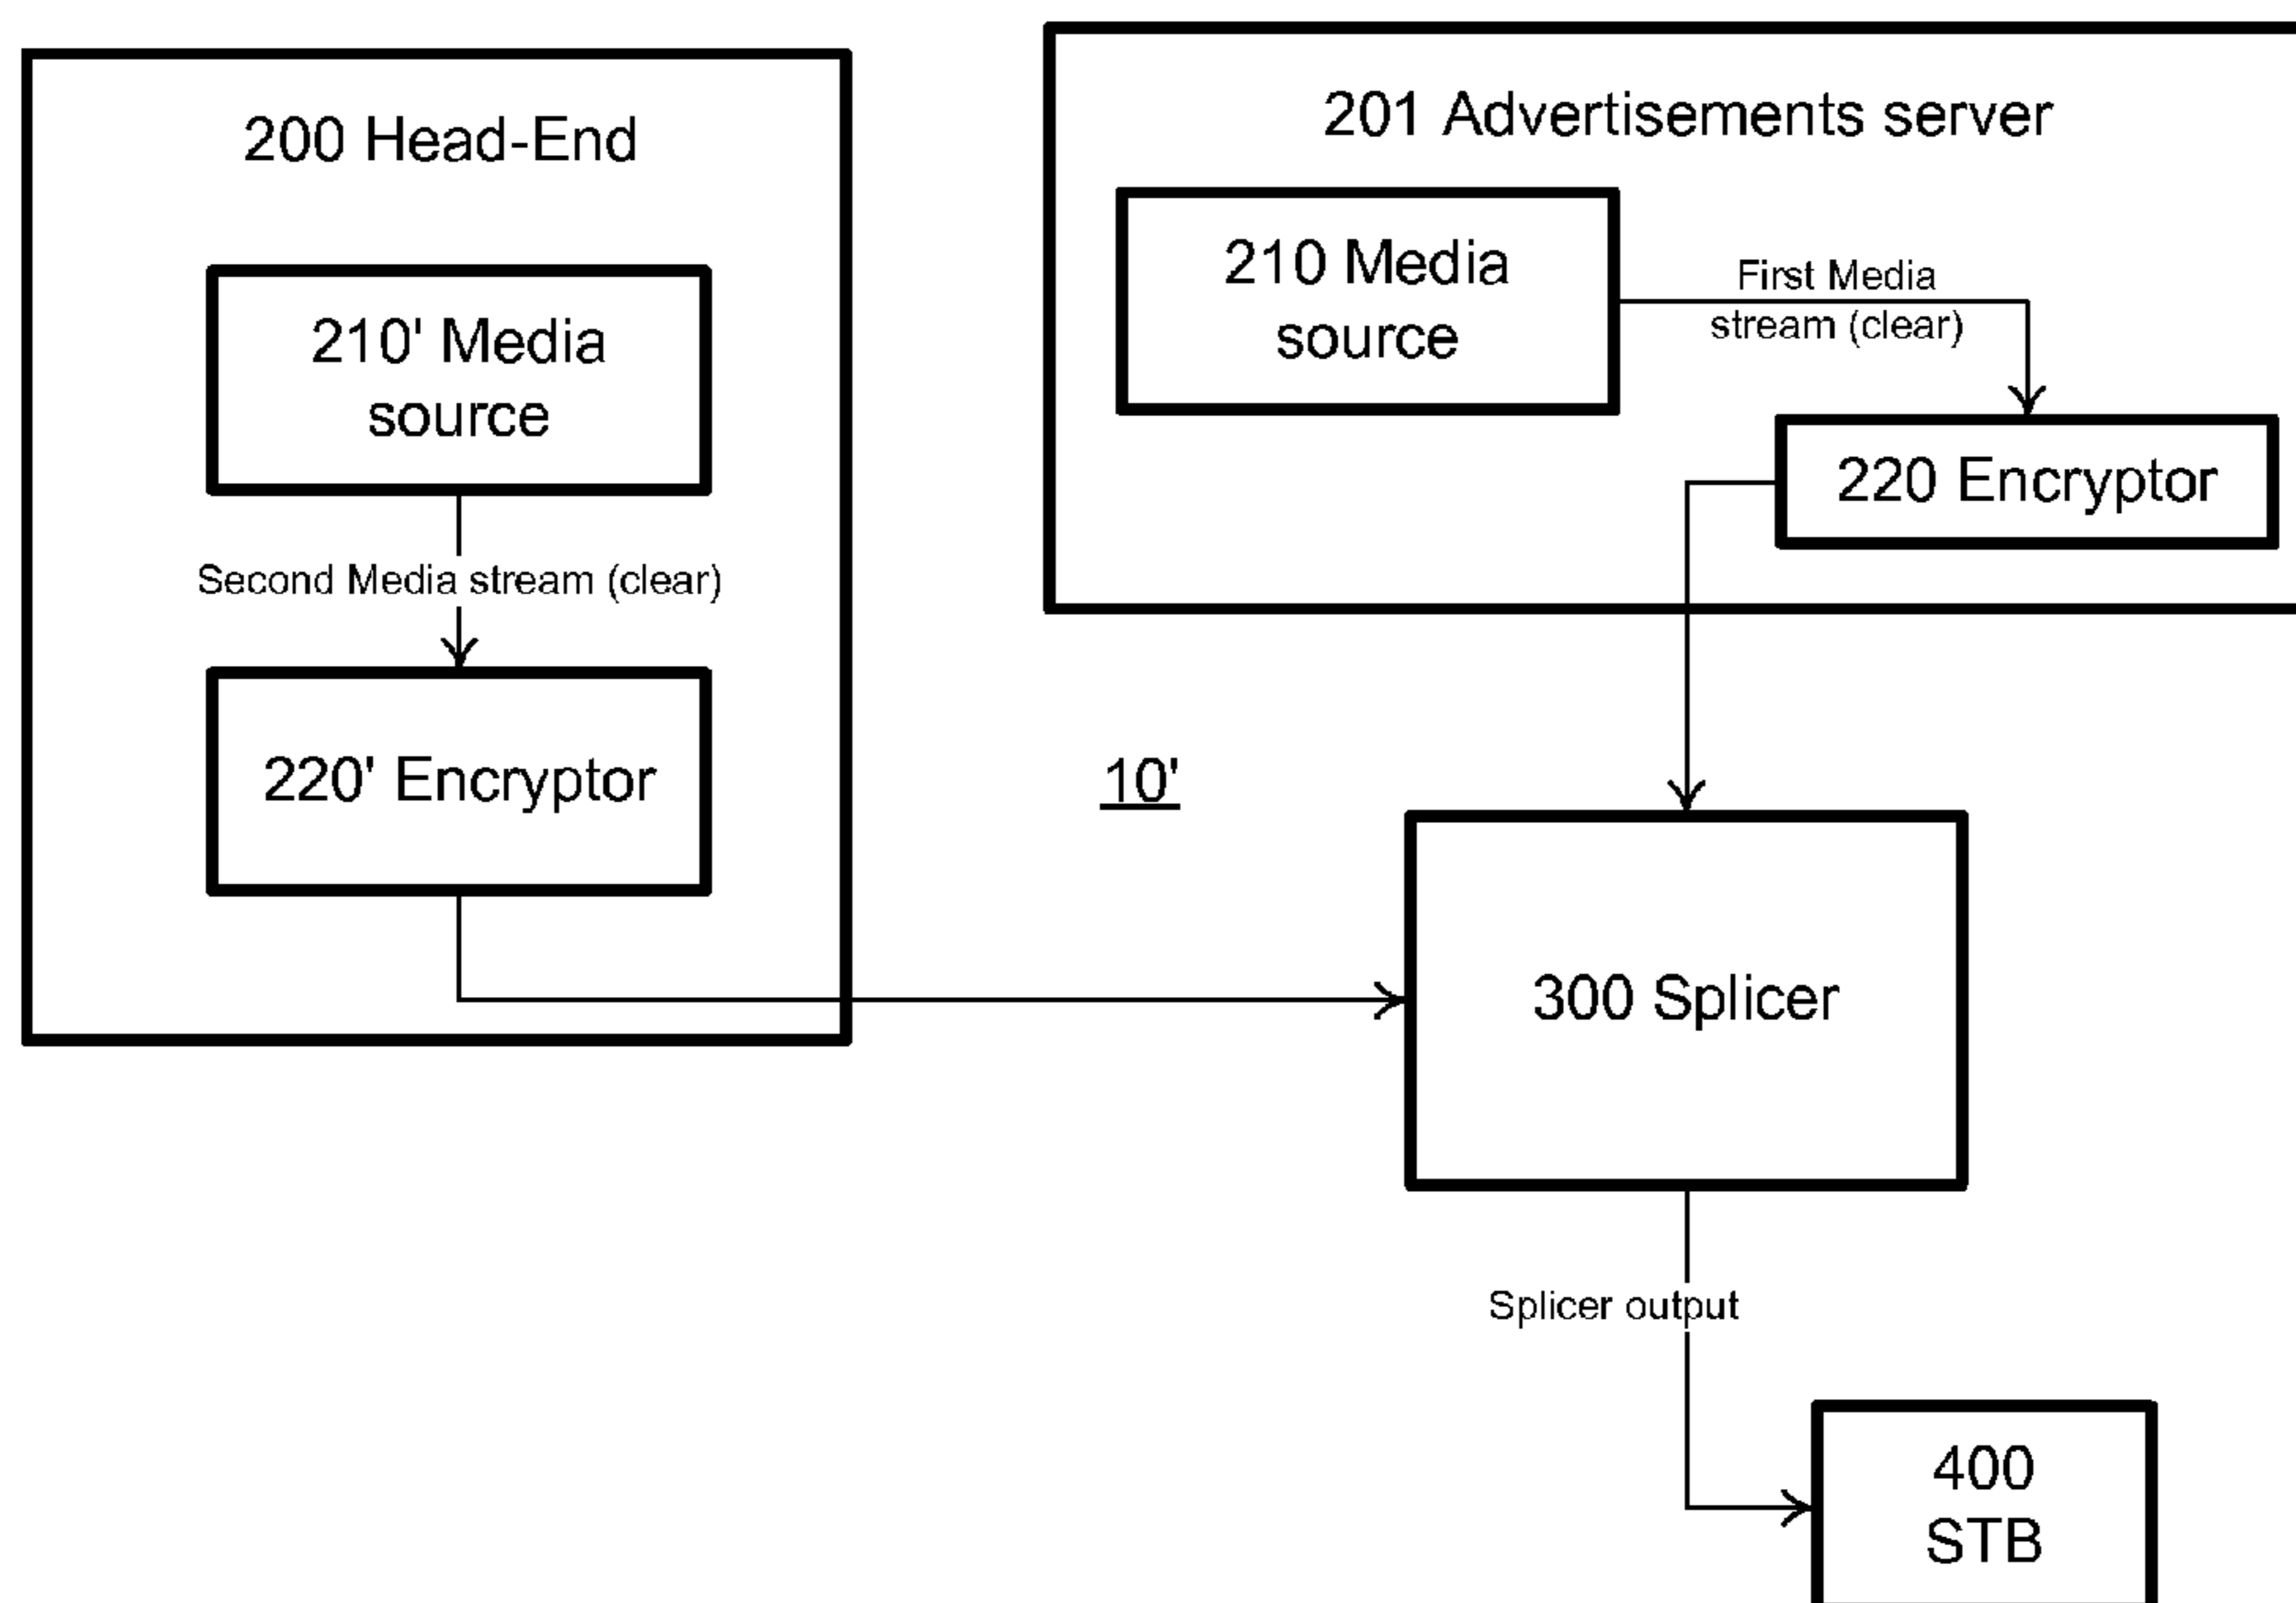 200 Head-End
210' Media
source
Second Media stream (clear)
220' Encryptor
201 Advertisements server
210 Media
source
First Media
stream (clear)
220 Encryptor
10'
300 Splicer
Splicer output
400
STB